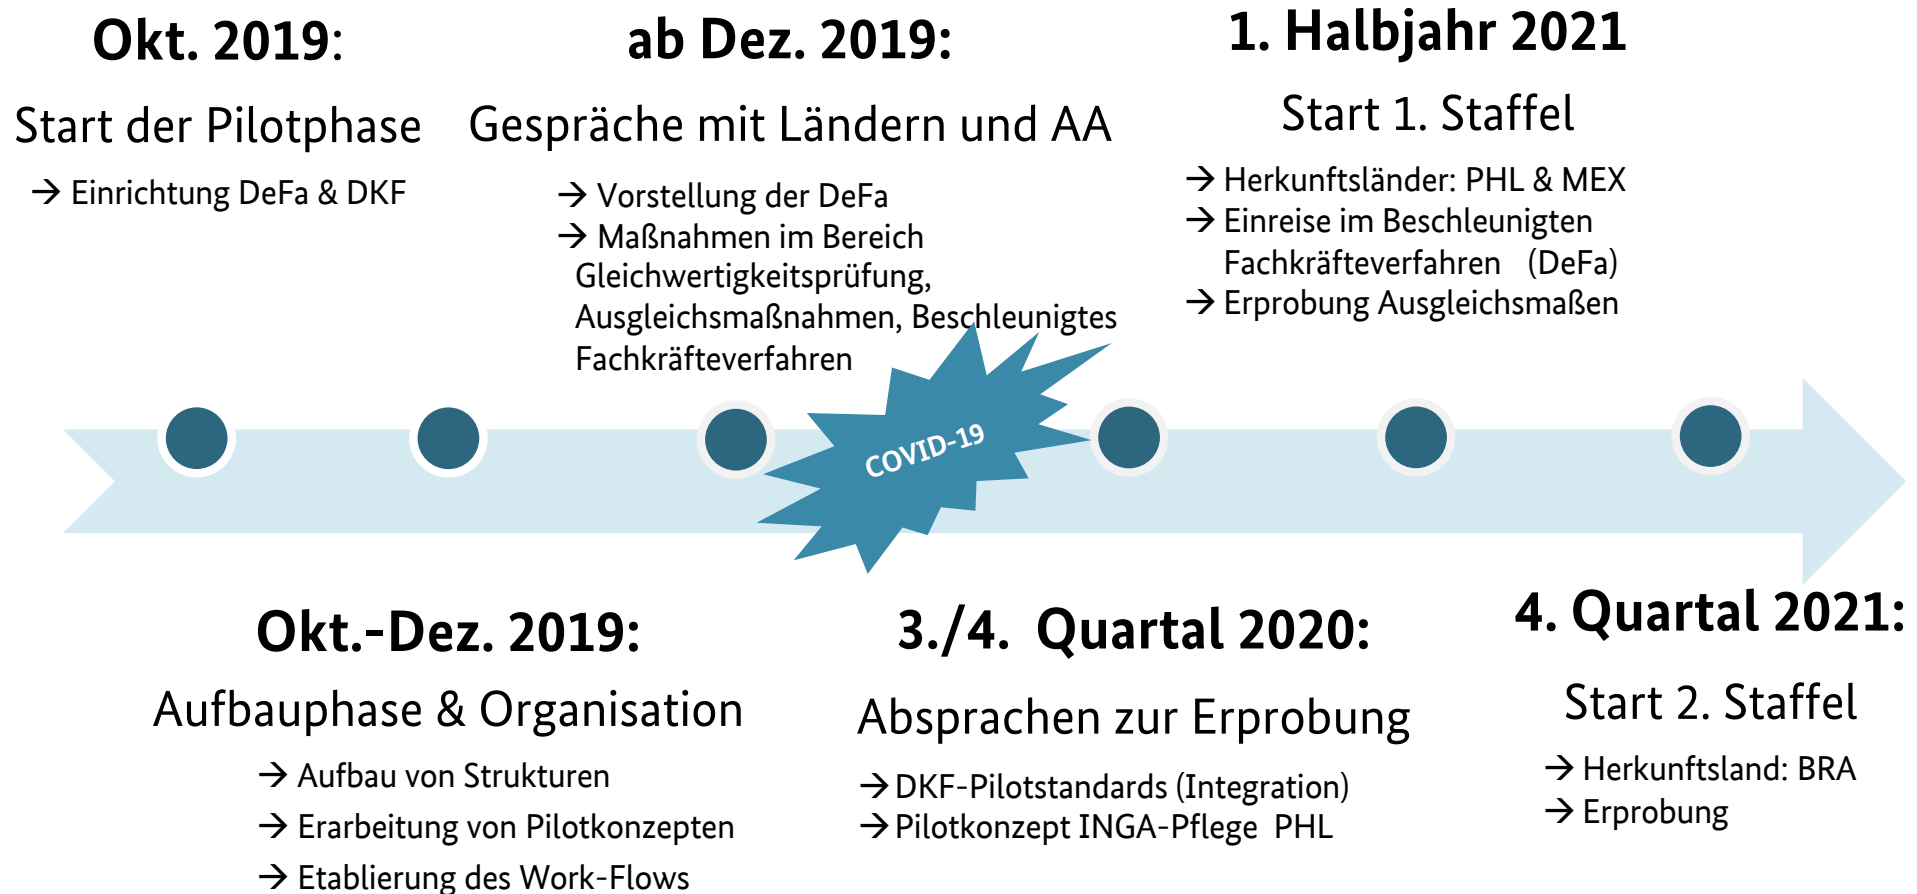 Okt. 2019:
Start der Pilotphase
→ Einrichtung DeFa & DKF
ab Dez. 2019:
Gespräche mit Ländern und AA
→ Vorstellung der DeFa
→ Maßnahmen im Bereich
Gleichwertigkeitsprüfung,
Ausgleichsmaßnahmen, Beschleunigtes
Fachkräfteverfahren
1. Halbjahr 2021
Start 1. Staffel
→ Herkunftsländer: PHL & MEX
→ Einreise im Beschleunigten
Fachkräfteverfahren (DeFa)
→ Erprobung Ausgleichsmaßen
COVID-19
Okt.-Dez. 2019:
Aufbauphase & Organisation
→ Aufbau von Strukturen
→ Erarbeitung von Pilotkonzepten
→ Etablierung des Work-Flows
3./4. Quartal 2020:
Absprachen zur Erprobung
→ DKF-Pilotstandards (Integration)
→ Pilotkonzept INGA-Pflege PHL
4. Quartal 2021:
Start 2. Staffel
→ Herkunftsland: BRA
→ Erprobung